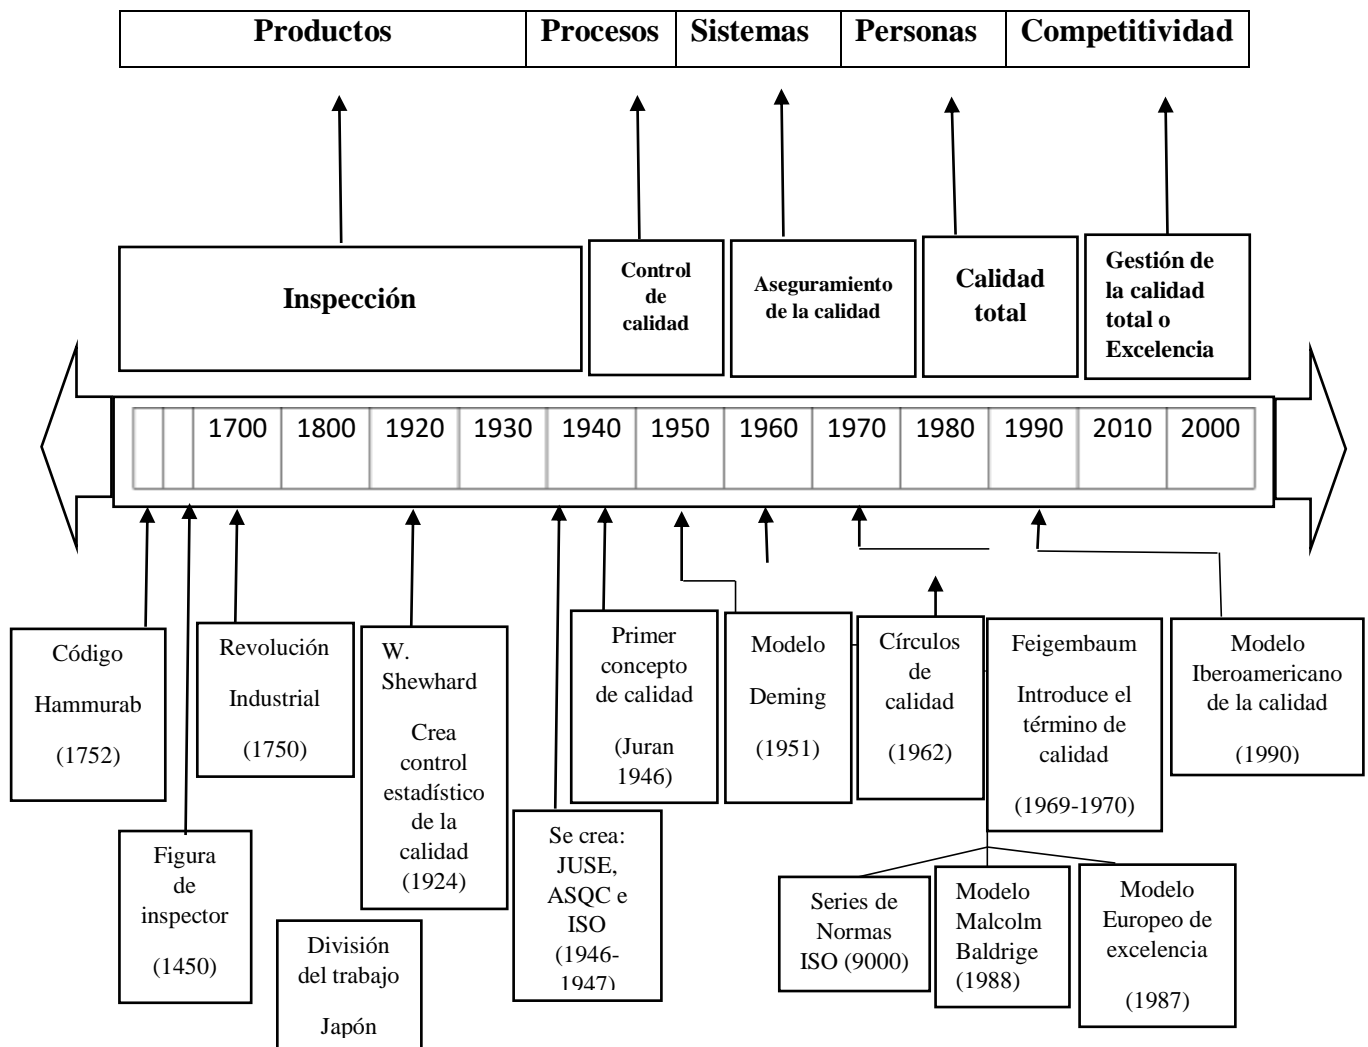 Productos
Procesos
Sistemas
Personas
Competitividad
Inspección
Control
de
calidad
Aseguramiento
de la calidad
Calidad
total
Gestión de
la calidad
total o
Excelencia
1700
1800
1920
1930
1940
1950
1960
1970
1980
1990
2010
2000
Código
Hammurab
(1752)
Revolución
Industrial
(1750)
W.
Shewhard
Crea
control
estadístico
de la
calidad
(1924)
Primer
concepto
de calidad
(Juran
1946)
Modelo
Deming
(1951)
Círculos
de
calidad
(1962)
Feigembaum
Introduce el
término de
calidad
(1969-1970)
Modelo
Iberoamericano
de la calidad
(1990)
Figura
de
inspector
(1450)
División
del trabajo
Japón
Se crea:
JUSE,
ASQC e
ISO
(1946-
1947)
Series de
Normas
ISO (9000)
Modelo
Malcolm
Baldrige
(1988)
Modelo
Europeo de
excelencia
(1987)